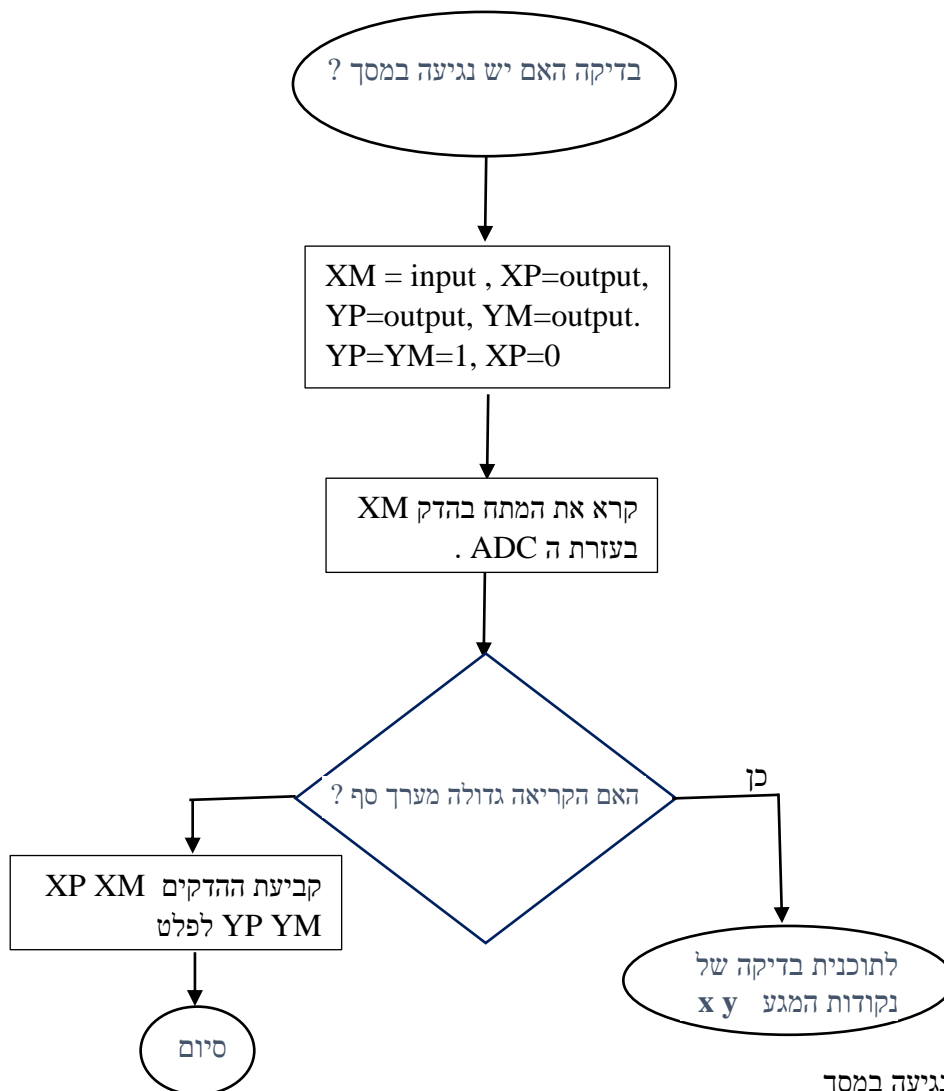 בדיקה האם יש נגיעה במסך ?
XM = input , XP=output,
YP=output, YM=output.
YP=YM=1, XP=0
קרא את המתח בהדק XM
בעזרת ה ADC .
האם הקריאה גדולה מערך סף ?
כן
קביעת ההדקים XP XM
YP YM לפלט
לתוכנית בדיקה של
נקודות המגע x y
סיום
נגיעה במסך